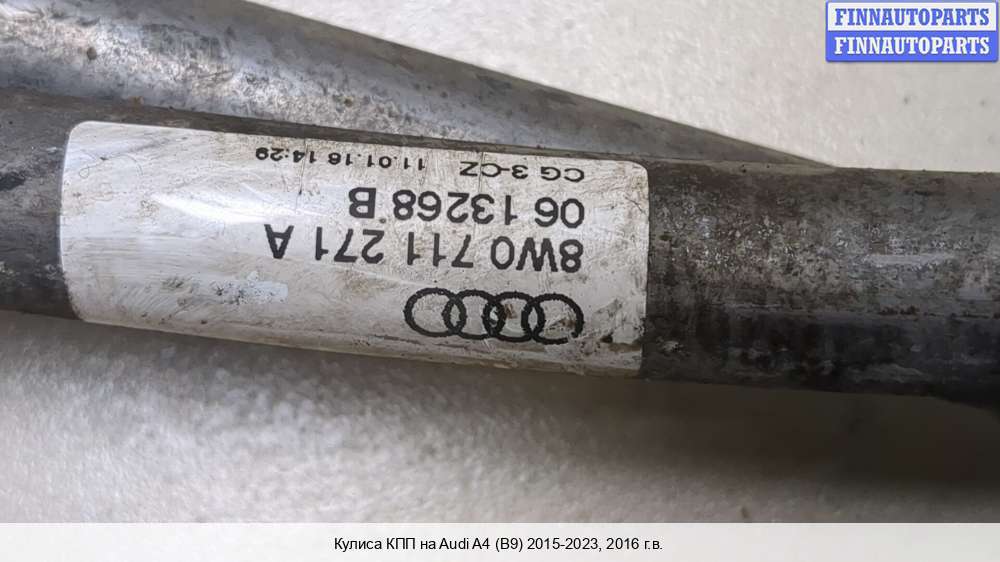 FINNAUTOPARTS
FINNAUTOPARTS
8W0 711 271 A
06 13268 B
CG 3-CZ 11.01.16 14:29
Кулиса КПП на Audi A4 (B9) 2015-2023, 2016 г.в.